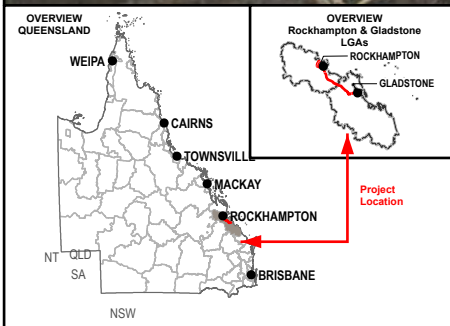 OVERVIEW
QUEENSLAND
WEIPA
CAIRNS
TOWNSVILLE
MACKAY
ROCKHAMPTON
BRISBANE
NT
QLD
SA
NSW
OVERVIEW
Rockhampton & Gladstone
LGAs
ROCKHAMPTON
GLADSTONE
Project
Location